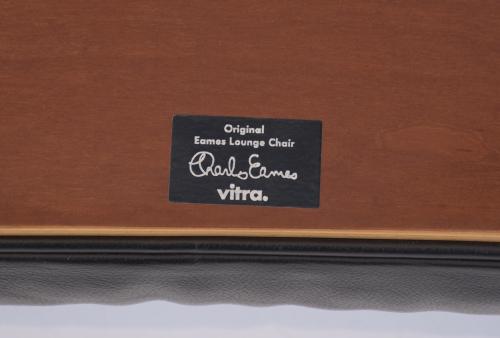 Original
Eames Lounge Chair
Charles Eames
vitra.